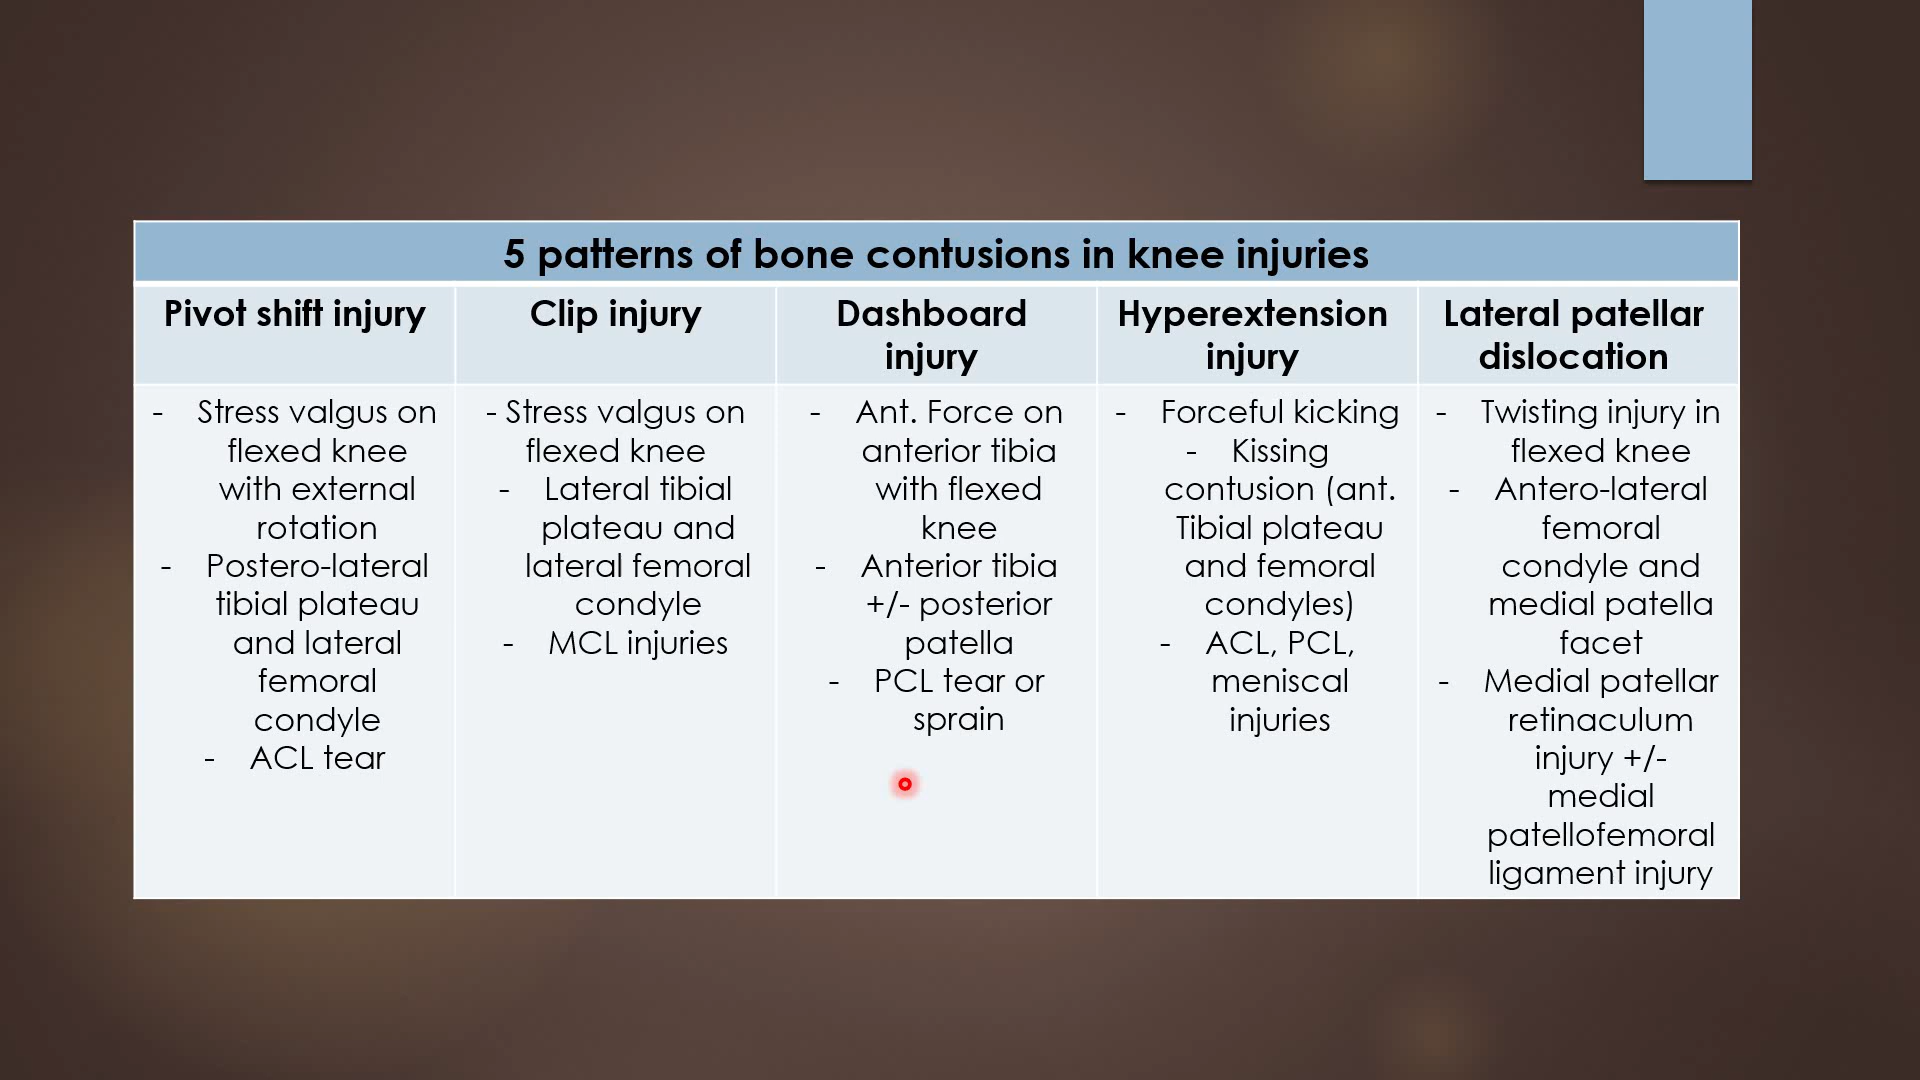 5 patterns of bone contusions in knee injuries
Pivot shift injury
Clip injury
Dashboard
injury
Hyperextension
injury
Lateral patellar
dislocation
- Stress valgus on
flexed knee
with external
rotation
- Postero-lateral
tibial plateau
and lateral
femoral
condyle
- ACL tear
- Stress valgus on
flexed knee
- Lateral tibial
plateau and
lateral femoral
condyle
- MCL injuries
- Ant. Force on
anterior tibia
with flexed
knee
- Anterior tibia
+/- posterior
patella
- PCL tear or
sprain
- Forceful kicking
- Kissing
contusion (ant.
Tibial plateau
and femoral
condyles)
- ACL, PCL,
meniscal
injuries
- Twisting injury in
flexed knee
- Antero-lateral
femoral
condyle and
medial patella
facet
- Medial patellar
retinaculum
injury +/-
medial
patellofemoral
ligament injury